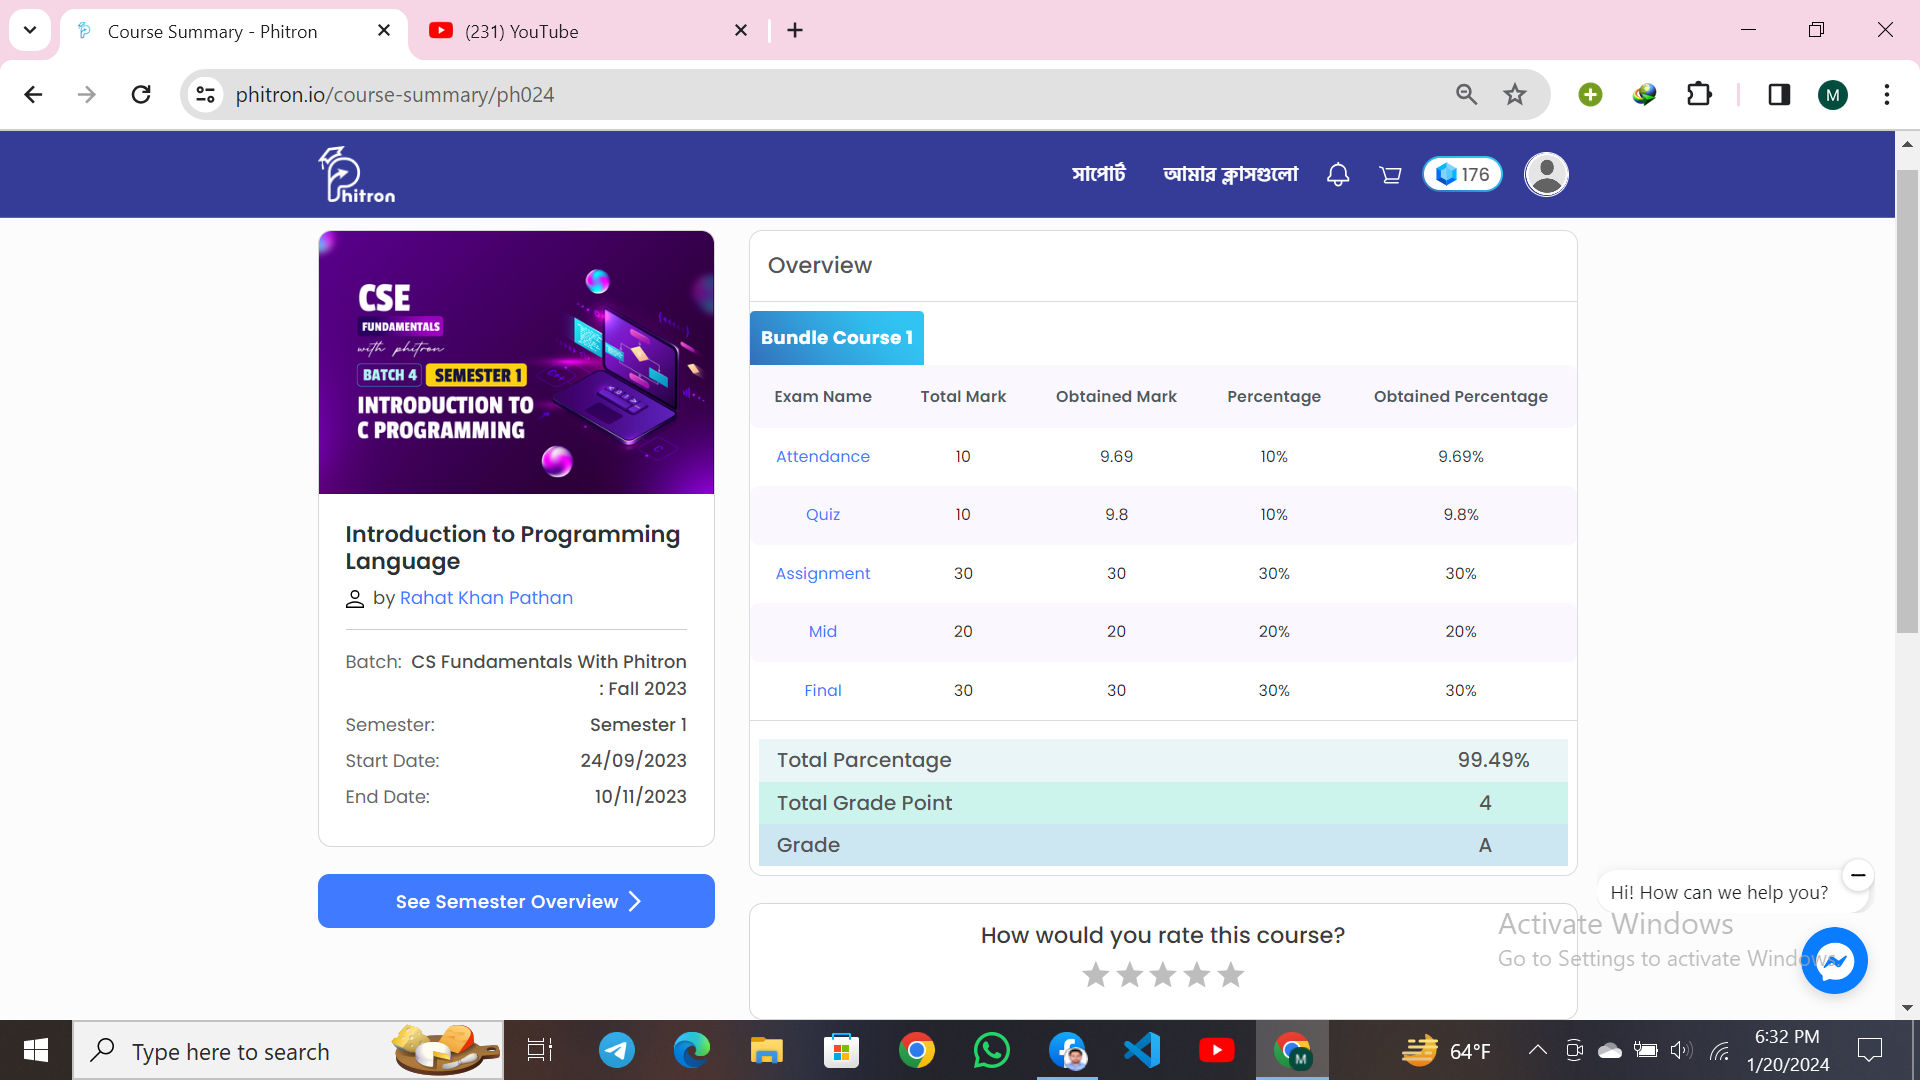 Course Summary - Phitron
(231) YouTube
phitron.io/course-summary/ph024
M
Phitron
সাপোর্ট
আমার ক্লাসগুলো
176
CSE
FUNDAMENTALS
with phitron
BATCH 4 SEMESTER 1
INTRODUCTION TO
C PROGRAMMING
Introduction to Programming
Language
by Rahat Khan Pathan
Batch: CS Fundamentals With Phitron
: Fall 2023
Semester: Semester 1
Start Date: 24/09/2023
End Date: 10/11/2023
See Semester Overview
Overview
Bundle Course 1
Exam Name Total Mark Obtained Mark Percentage Obtained Percentage
Attendance 10 9.69 10% 9.69%
Quiz 10 9.8 10% 9.8%
Assignment 30 30 30% 30%
Mid 20 20 20% 20%
Final 30 30 30% 30%
Total Parcentage 99.49%
Total Grade Point 4
Grade A
How would you rate this course?
Hi! How can we help you?
Activate Windows
Go to Settings to activate Windows.
Type here to search
M
64°F
6:32 PM
1/20/2024